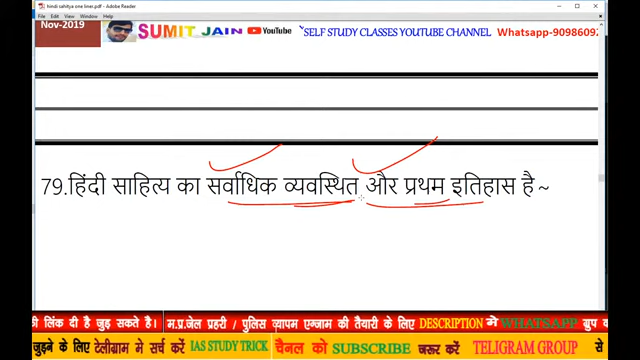 hindi sahitya one liner.pdf - Adobe Reader
File Edit View Window Help
Nov-2019
SUMIT JAIN YouTube "SELF STUDY CLASSES YOUTUBE CHANNEL Whatsapp-90986092
79.हिंदी साहित्य का सर्वाधिक व्यवस्थित और प्रथम इतिहास है ~
की लिंक दी है जुड़ सकते है। म.प्र.जेल प्रहरी / पुलिस व्यापम एग्जाम की तैयारी के लिए DESCRIPTION मे WHATSAPP ग्रुप क
जुड़ने के लिए टेलीग्राम मे सर्च करें IAS STUDY TRICK चैनल को SUBSCRIBE जरूर करें TELIGRAM GROUP से